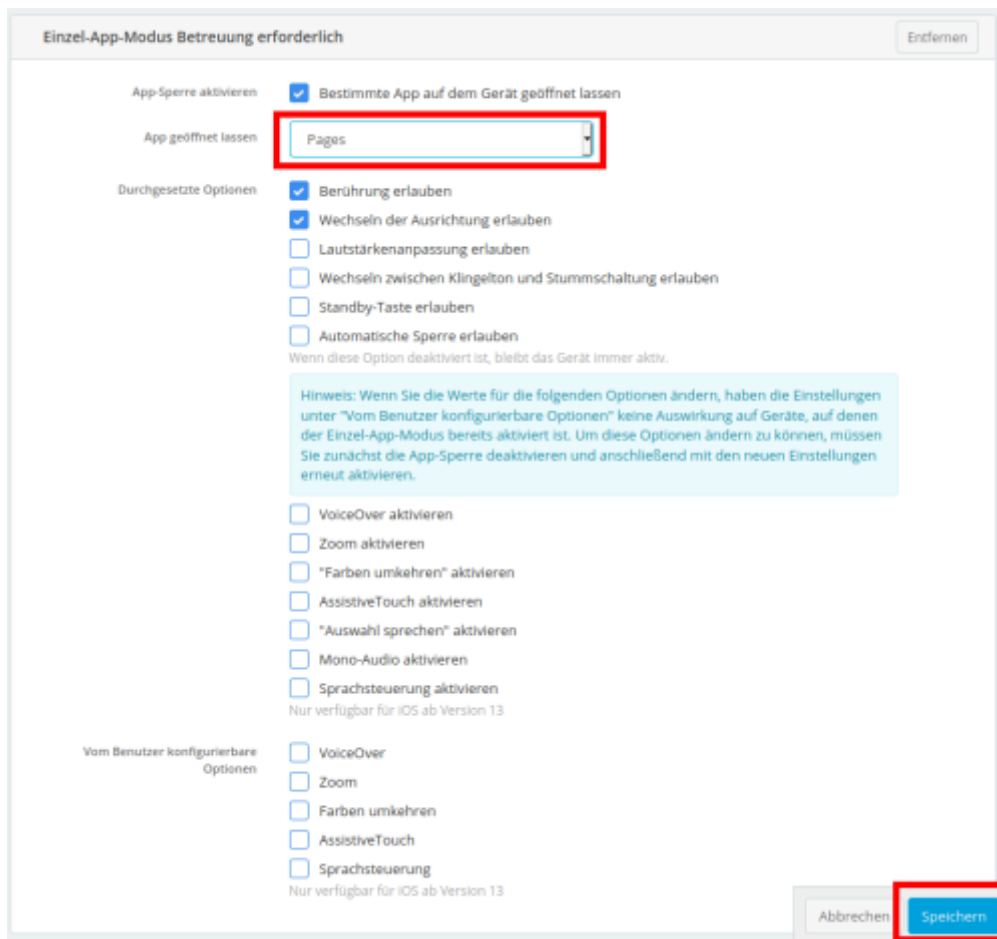 Einzel-App-Modus Betreuung erforderlich
Entfernen
App-Sperre aktivieren
Bestimmte App auf dem Gerät geöffnet lassen
App geöffnet lassen
Pages
Durchgesetzte Optionen
Berührung erlauben
Wechseln der Ausrichtung erlauben
Lautstärkenanpassung erlauben
Wechseln zwischen Klingelton und Stummschaltung erlauben
Standby-Taste erlauben
Automatische Sperre erlauben
Wenn diese Option deaktiviert ist, bleibt das Gerät immer aktiv.
Hinweis: Wenn Sie die Werte für die folgenden Optionen ändern, haben die Einstellungen
unter "Vom Benutzer konfigurierbare Optionen" keine Auswirkung auf Geräte, auf denen
der Einzel-App-Modus bereits aktiviert ist. Um diese Optionen ändern zu können, müssen
Sie zunächst die App-Sperre deaktivieren und anschließend mit den neuen Einstellungen
erneut aktivieren.
VoiceOver aktivieren
Zoom aktivieren
"Farben umkehren" aktivieren
AssistiveTouch aktivieren
"Auswahl sprechen" aktivieren
Mono-Audio aktivieren
Sprachsteuerung aktivieren
Nur verfügbar für iOS ab Version 13
Vom Benutzer konfigurierbare
Optionen
VoiceOver
Zoom
Farben umkehren
AssistiveTouch
Sprachsteuerung
Nur verfügbar für iOS ab Version 13
Abbrechen
Speichern